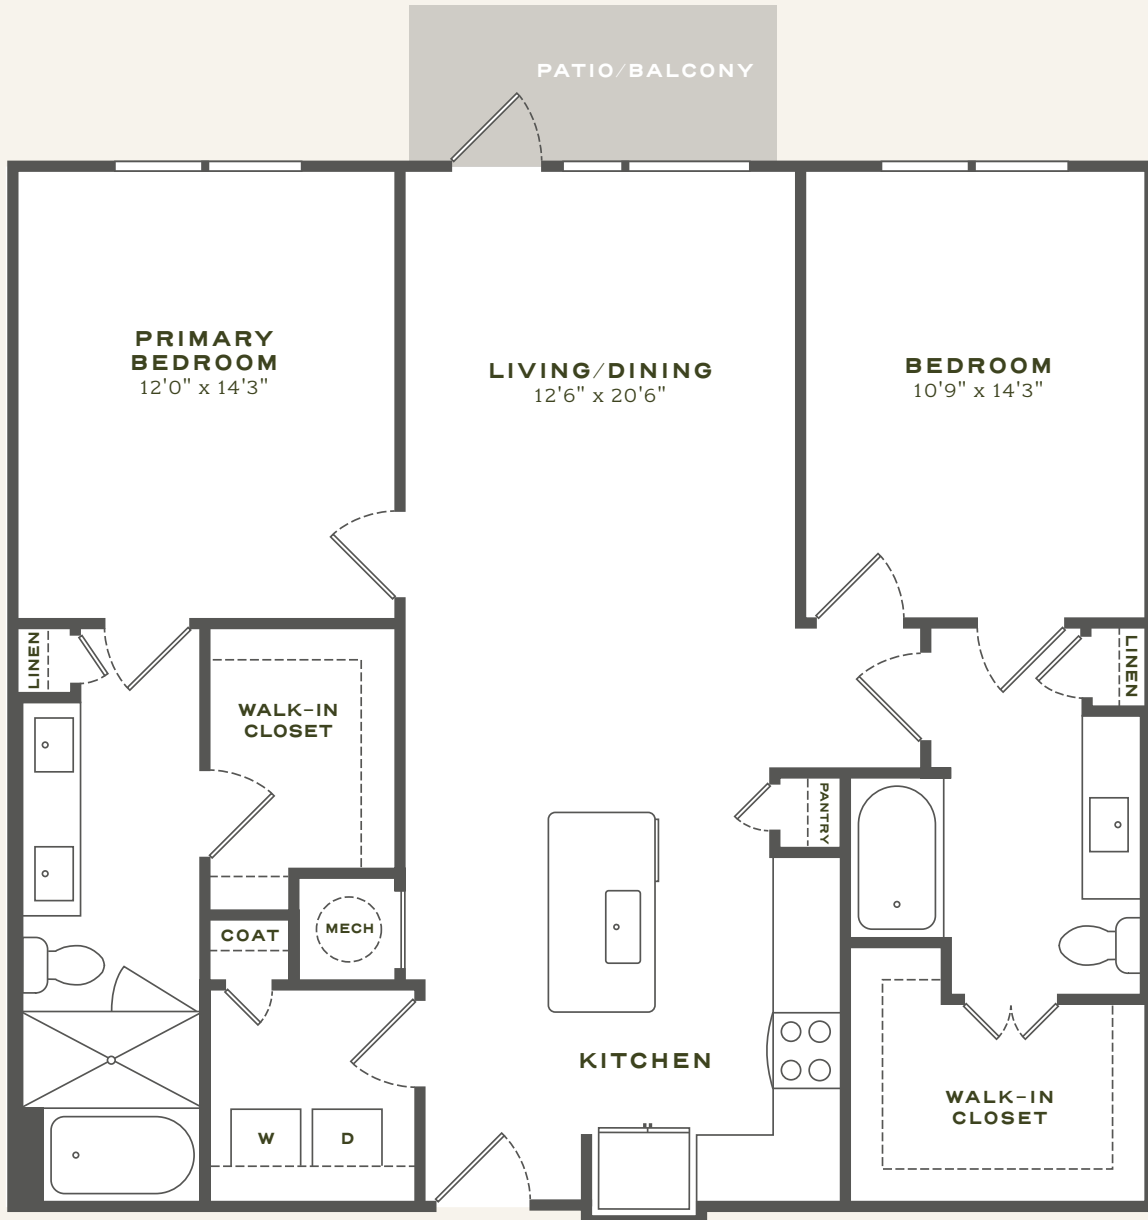 PATIO/BALCONY
PRIMARY
BEDROOM
12'0" x 14'3"
LIVING/DINING
12'6" x 20'6"
BEDROOM
10'9" x 14'3"
LINEN
WALK-IN
CLOSET
LINEN
PANTRY
COAT
MECH
KITCHEN
WALK-IN
CLOSET
W
D